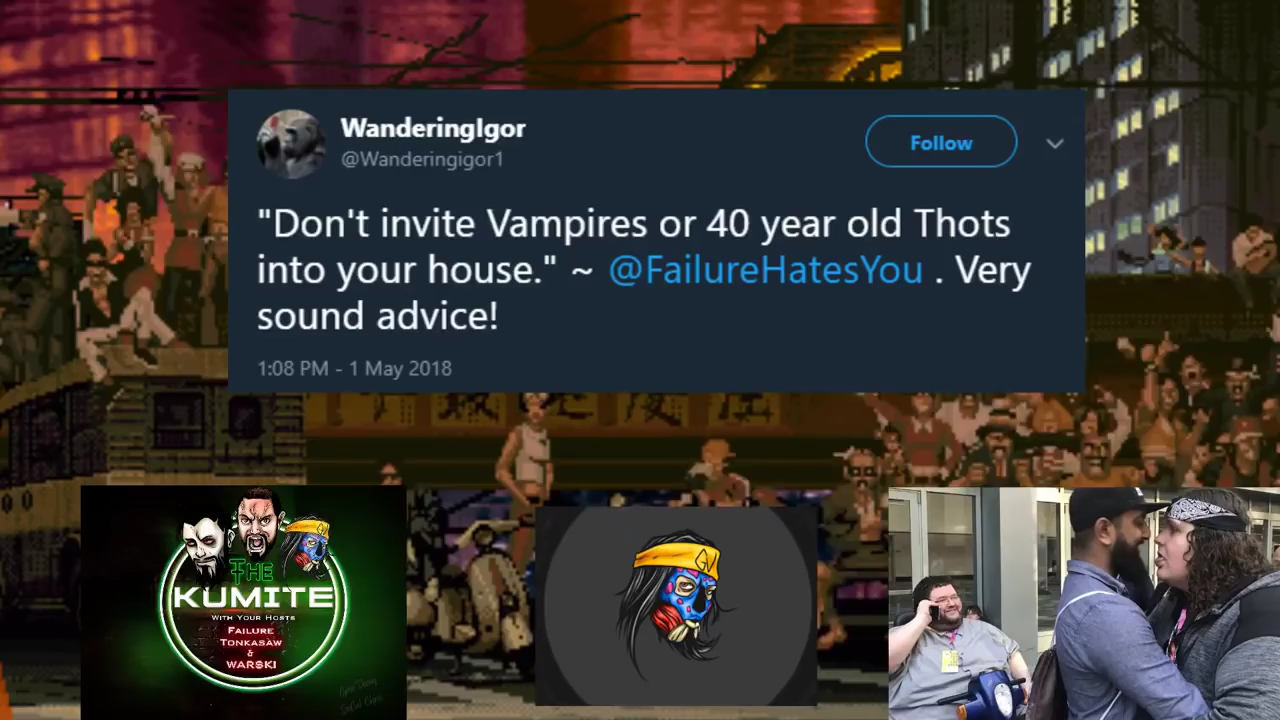 WanderingIgor
@Wanderingigor1
Follow
"Don't invite Vampires or 40 year old Thots
into your house." ~ @FailureHatesYou . Very
sound advice!
1:08 PM - 1 May 2018
THE
KUMITE
WITH YOUR HOSTS
FAILURE
TONKASAW
&
WARSKI
GV